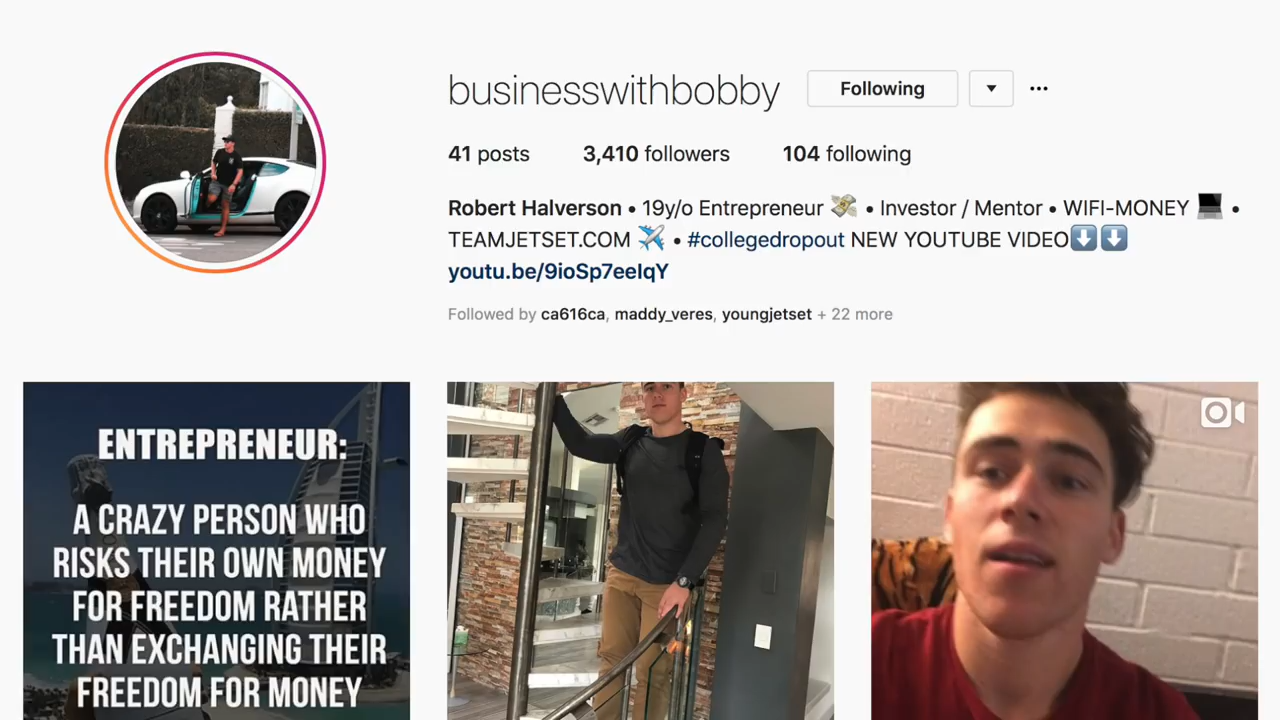 businesswithbobby Following
41 posts 3,410 followers 104 following
Robert Halverson • 19y/o Entrepreneur 💸 • Investor / Mentor • WIFI-MONEY 💻 •
TEAMJETSET.COM ✈️ • #collegedropout NEW YOUTUBE VIDEO⬇️⬇️
youtu.be/9ioSp7eeIqY
Followed by ca616ca, maddy_veres, youngjetset + 22 more
ENTREPRENEUR:
A CRAZY PERSON WHO
RISKS THEIR OWN MONEY
FOR FREEDOM RATHER
THAN EXCHANGING THEIR
FREEDOM FOR MONEY